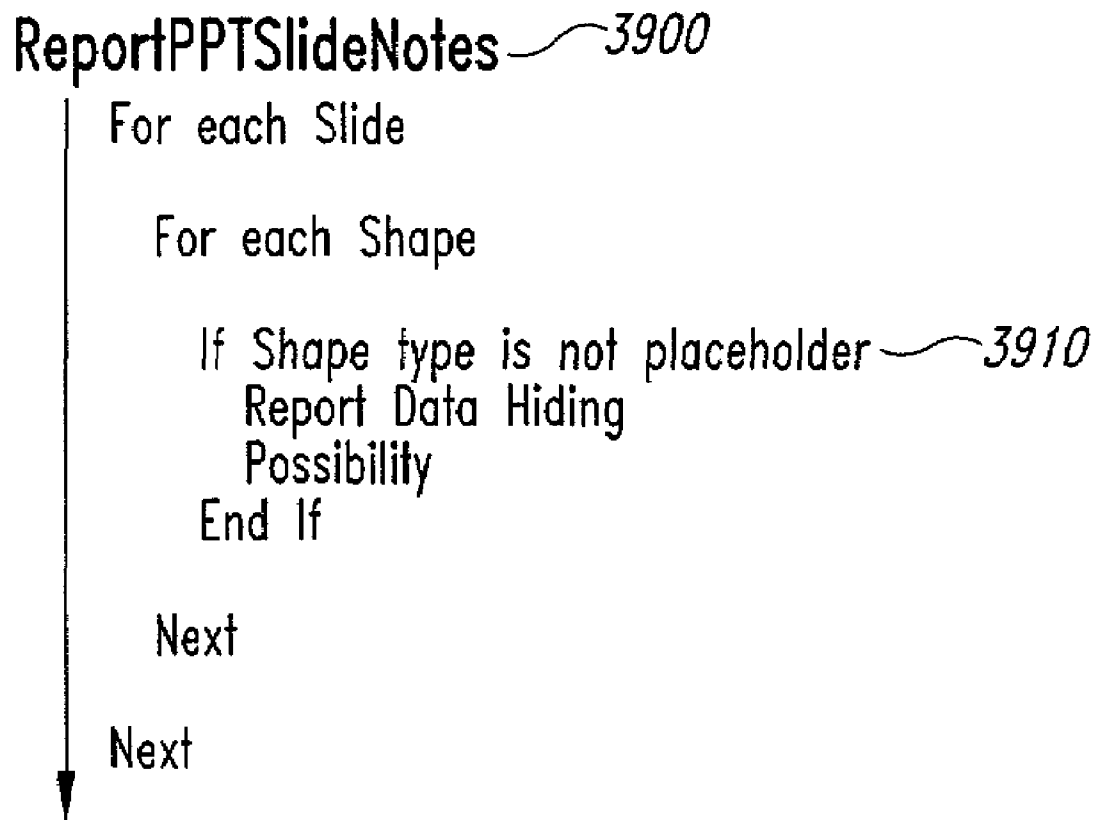 ReportPPTSlideNotes 3900
For each Slide
For each Shape
If Shape type is not placeholder 3910
Report Data Hiding
Possibility
End If
Next
Next